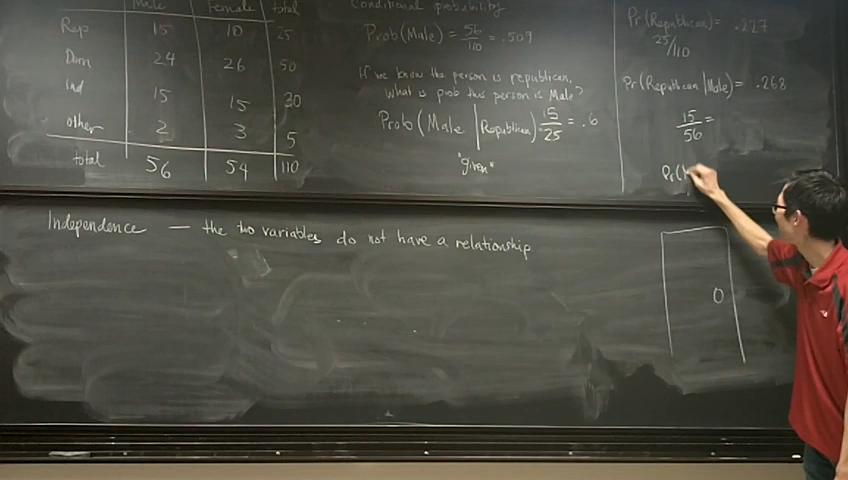 Male Female total
Rep 15 10 25
Dem 24 26 50
Ind 15 15 30
other 2 3 5
total 56 54 110
Conditional probability
Prob(Male) = 56/110 = .509
If we know the person is republican,
what is prob this person is Male?
Prob(Male | Republican) 15/25 = .6
"given"
Pr(Republican) = .227
25/110
Pr(Republican | Male) = .268
15/56 =
Pr(
Independence — the two variables do not have a relationship